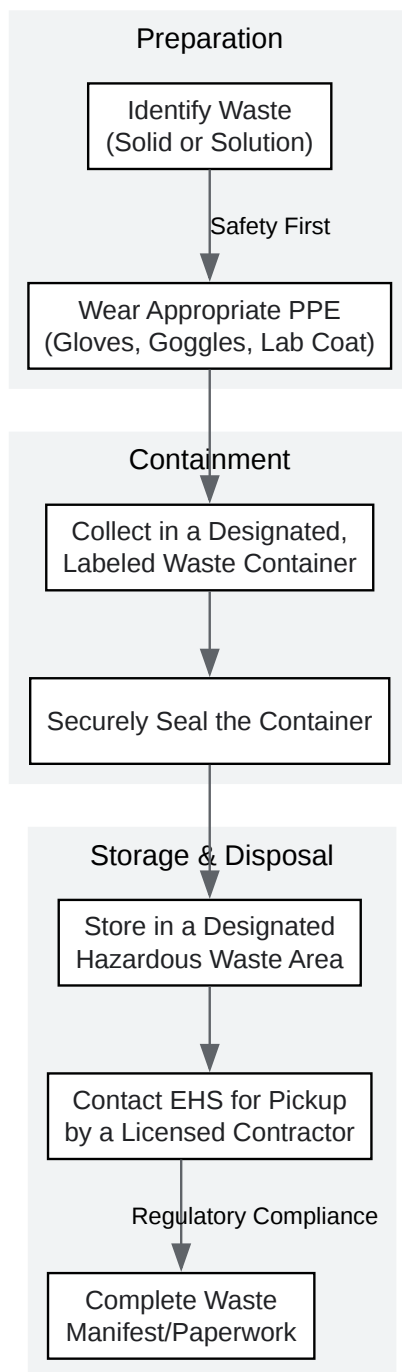 Preparation
Identify Waste
(Solid or Solution)
Safety First
Wear Appropriate PPE
(Gloves, Goggles, Lab Coat)
Containment
Collect in a Designated,
Labeled Waste Container
Securely Seal the Container
Storage & Disposal
Store in a Designated
Hazardous Waste Area
Contact EHS for Pickup
by a Licensed Contractor
Regulatory Compliance
Complete Waste
Manifest/Paperwork